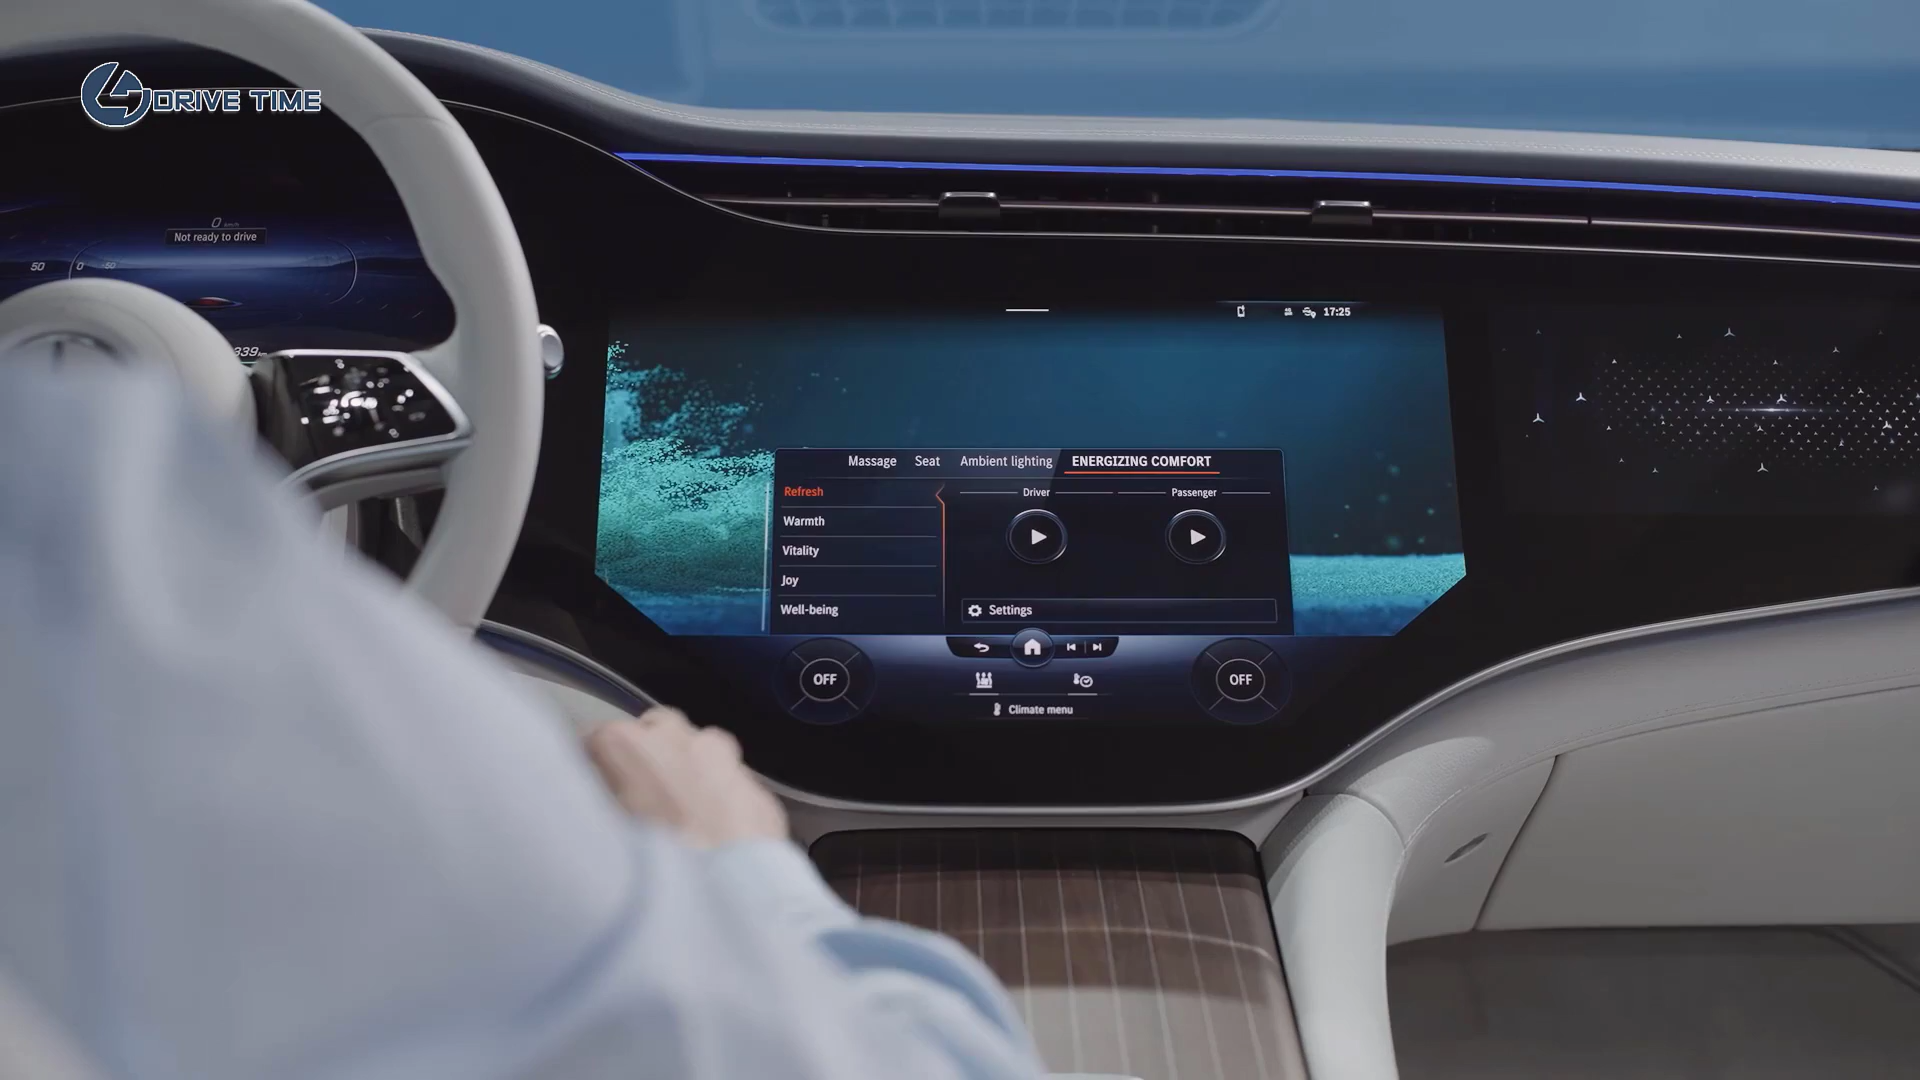 DRIVE TIME
0
Not ready to drive
50
0
50
339
17:25
Massage Seat Ambient lighting ENERGIZING COMFORT
Refresh
Warmth
Vitality
Joy
Well-being
Driver Passenger
Settings
OFF
OFF
Climate menu